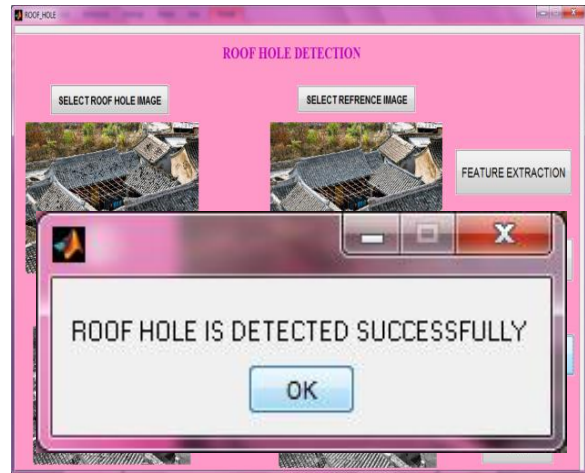 ROOF_HOLE
ROOF HOLE DETECTION
SELECT ROOF HOLE IMAGE
SELECT REFRENCE IMAGE
FEATURE EXTRACTION
ROOF HOLE IS DETECTED SUCCESSFULLY
OK